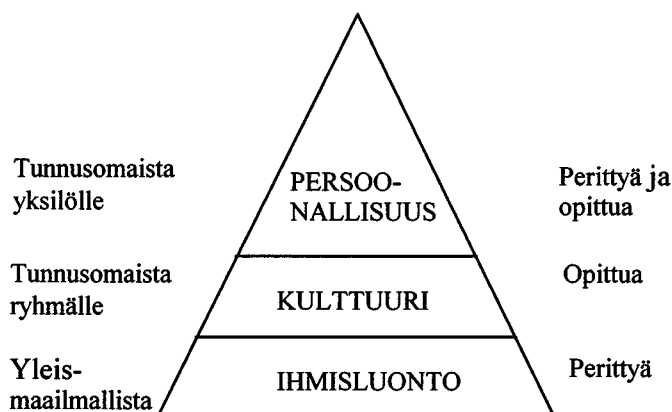 Tunnusomaista
yksilölle
PERSOO-
NALLISUUS
Perittyä ja
opittua
Tunnusomaista
ryhmälle
KULTTUURI
Opittua
Yleis-
maailmallista
IHMISLUONTO
Perittyä